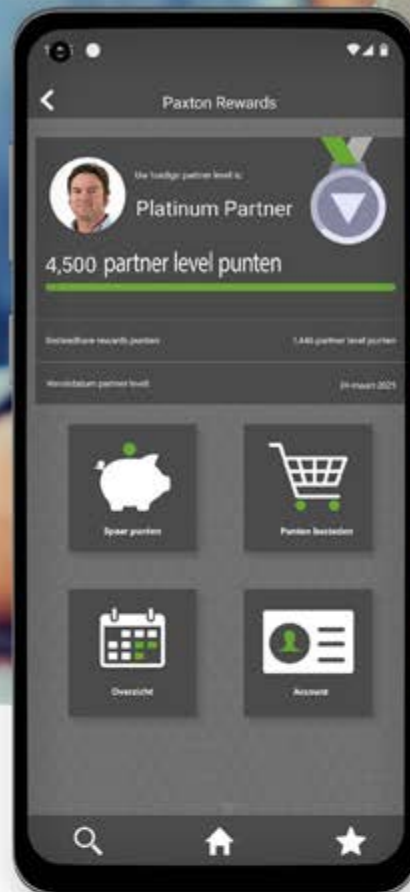 Paxton Rewards
Uw huidige partner level is:
Platinum Partner
4,500 partner level punten
Besteedbare rewards punten:
partner level punten
partner level
24 maart 2025
Spaar punten
Punten besteden
Overzicht
Account